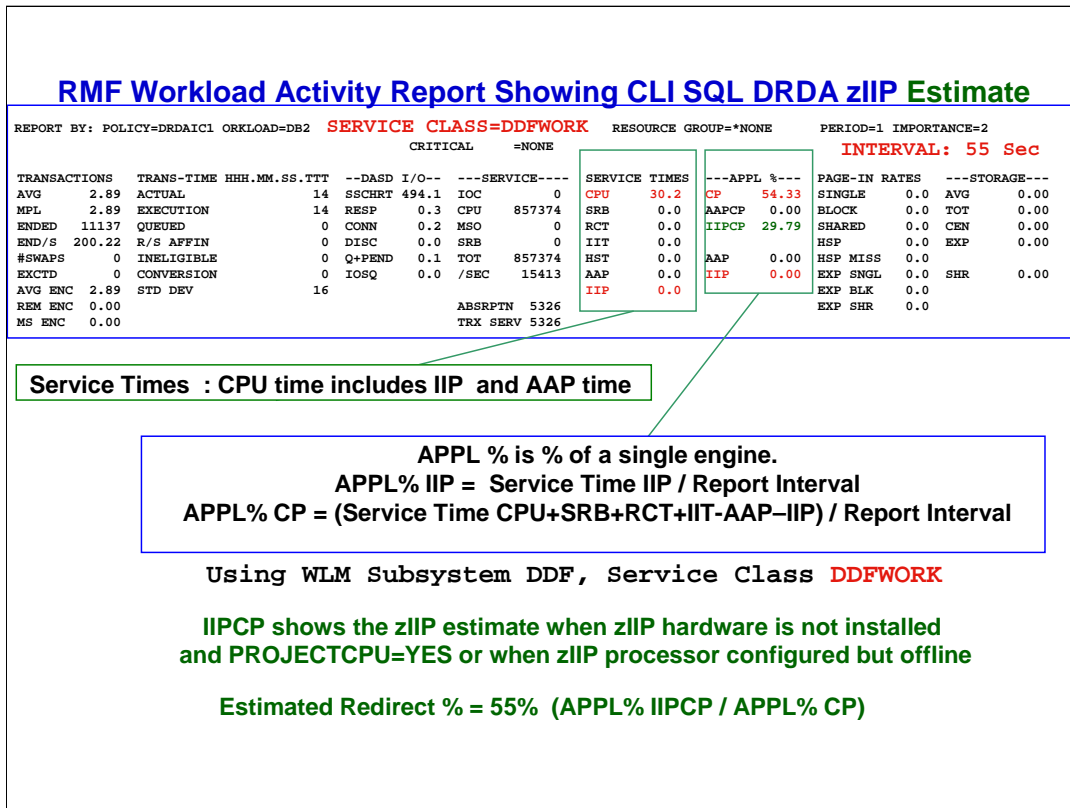 RMF Workload Activity Report Showing CLI SQL DRDA zIIP Estimate
REPORT BY: POLICY=DRDAIC1 ORKLOAD=DB2 SERVICE CLASS=DDFWORK RESOURCE GROUP=*NONE PERIOD=1 IMPORTANCE=2
CRITICAL =NONE INTERVAL: 55 Sec
TRANSACTIONS TRANS-TIME HHH.MM.SS.TTT --DASD I/O-- ---SERVICE---- SERVICE TIMES ---APPL %--- PAGE-IN RATES ---STORAGE---
AVG 2.89 ACTUAL 14 SSCHRT 494.1 IOC 0 CPU 30.2 CP 54.33 SINGLE 0.0 AVG 0.00
MPL 2.89 EXECUTION 14 RESP 0.3 CPU 857374 SRB 0.0 AAPCP 0.00 BLOCK 0.0 TOT 0.00
ENDED 11137 QUEUED 0 CONN 0.2 MSO 0 RCT 0.0 IIPCP 29.79 SHARED 0.0 CEN 0.00
END/S 200.22 R/S AFFIN 0 DISC 0.0 SRB 0 IIT 0.0 HSP 0.0 EXP 0.00
#SWAPS 0 INELIGIBLE 0 Q+PEND 0.1 TOT 857374 HST 0.0 AAP 0.00 HSP MISS 0.0
EXCTD 0 CONVERSION 0 IOSQ 0.0 /SEC 15413 AAP 0.0 IIP 0.00 EXP SNGL 0.0 SHR 0.00
AVG ENC 2.89 STD DEV 16 IIP 0.0 EXP BLK 0.0
REM ENC 0.00 ABSRPTN 5326 EXP SHR 0.0
MS ENC 0.00 TRX SERV 5326
Service Times : CPU time includes IIP and AAP time
APPL % is % of a single engine.
APPL% IIP = Service Time IIP / Report Interval
APPL% CP = (Service Time CPU+SRB+RCT+IIT-AAP–IIP) / Report Interval
Using WLM Subsystem DDF, Service Class DDFWORK
IIPCP shows the zIIP estimate when zIIP hardware is not installed
and PROJECTCPU=YES or when zIIP processor configured but offline
Estimated Redirect % = 55% (APPL% IIPCP / APPL% CP)